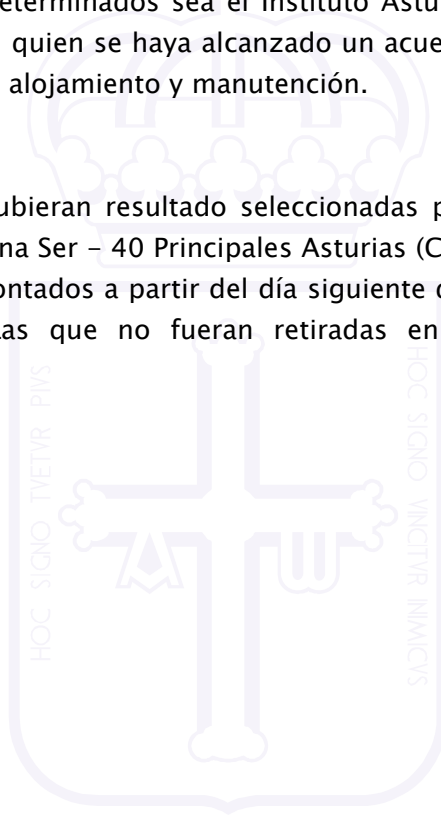 eterminados sea el Instituto Astu
quien se haya alcanzado un acue
alojamiento y manutención.
ubieran resultado seleccionadas p
na Ser – 40 Principales Asturias (C
ontados a partir del día siguiente
as que no fueran retiradas en
HOC SIGNO TVETVR PIVS
HOC SIGNO VINCITVR INIMICVS